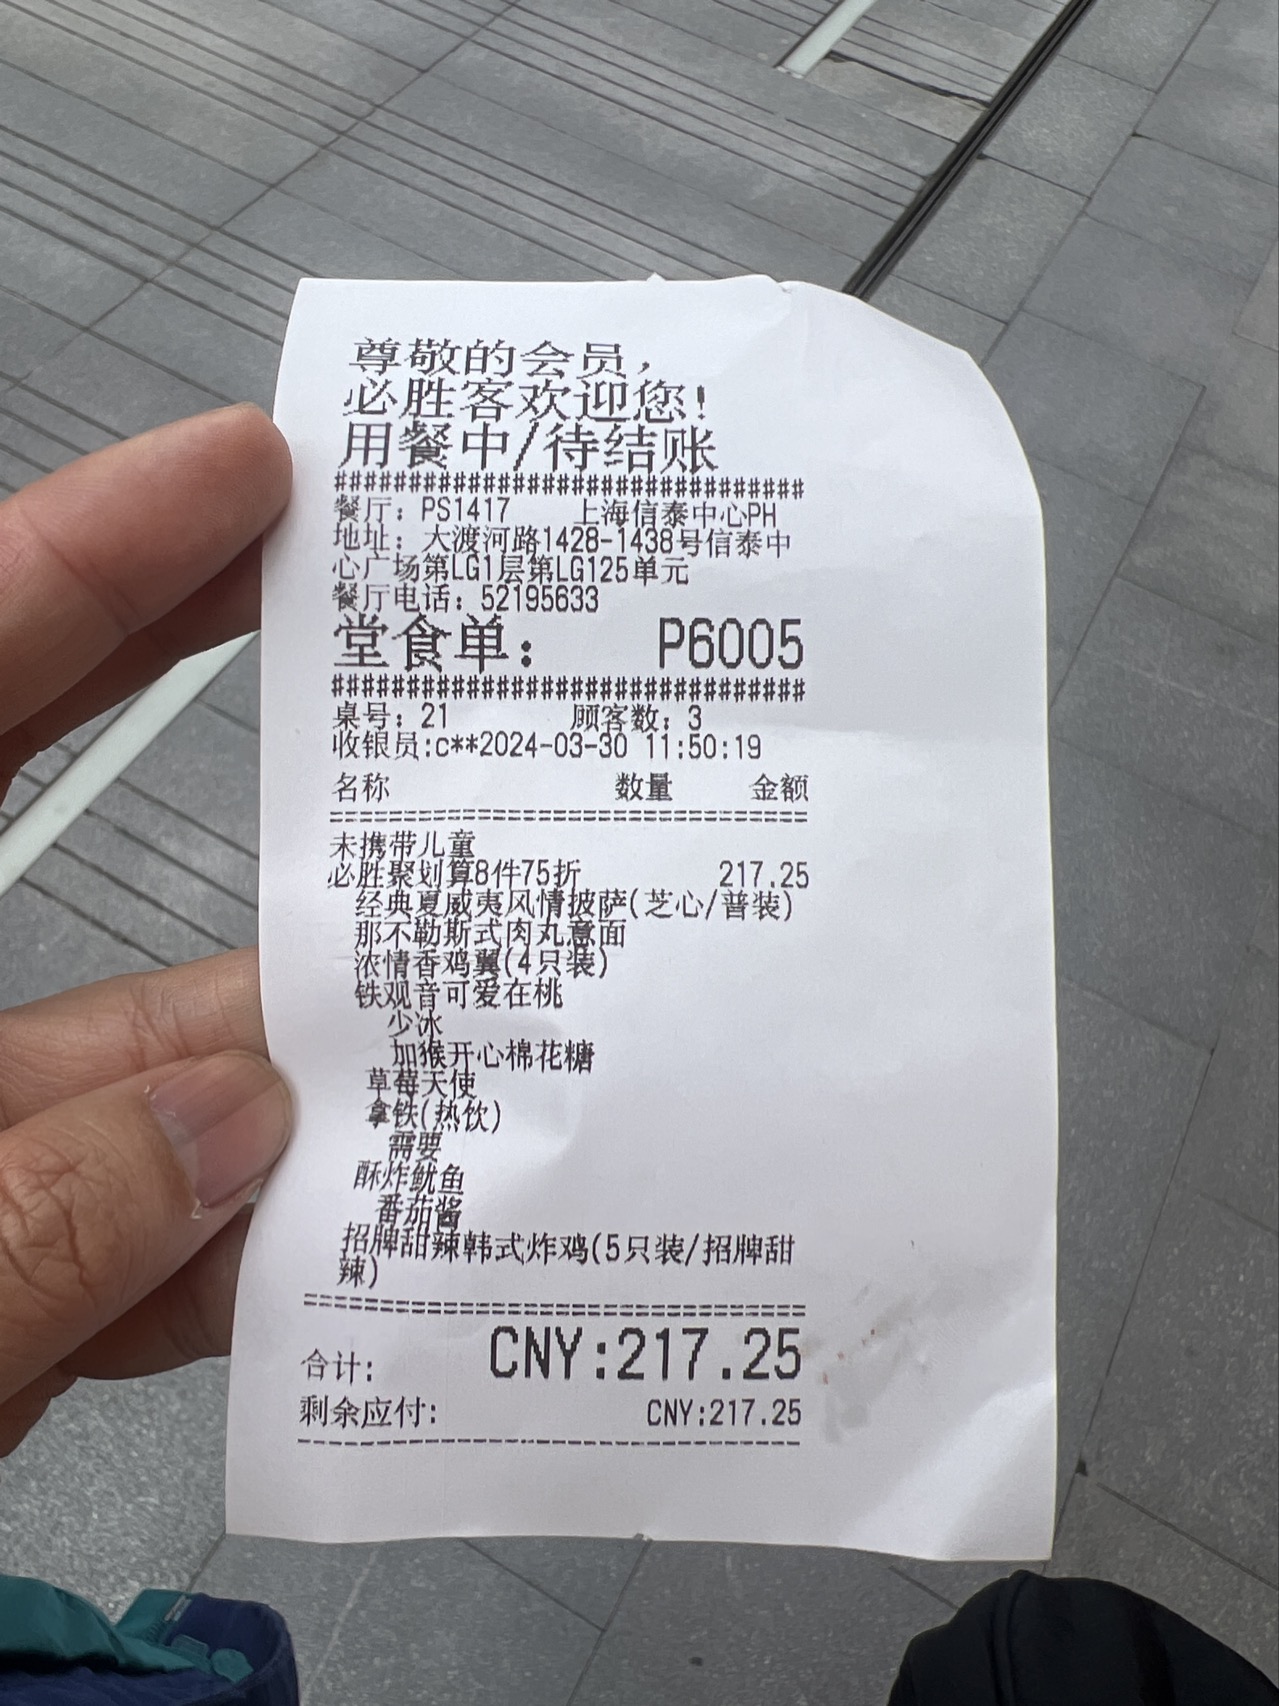 尊敬的会员,
必胜客欢迎您!
用餐中/待结账
################################
餐厅: PS1417 上海信泰中心PH
地址: 大渡河路1428-1438号信泰中
心广场第LG1层第LG125单元
餐厅电话: 52195633
堂食单: P6005
################################
桌号: 21 顾客数: 3
收银员:c**2024-03-30 11:50:19
名称 数量 金额
================================
未携带儿童
必胜聚划算8件75折 217.25
经典夏威夷风情披萨(芝心/普装)
那不勒斯式肉丸意面
浓情香鸡翼(4只装)
铁观音可爱在桃
少冰
加猴开心棉花糖
草莓天使
拿铁(热饮)
需要
酥炸鱿鱼
番茄酱
招牌甜辣韩式炸鸡(5只装/招牌甜
辣)
================================
合计: CNY:217.25
剩余应付: CNY:217.25
--------------------------------